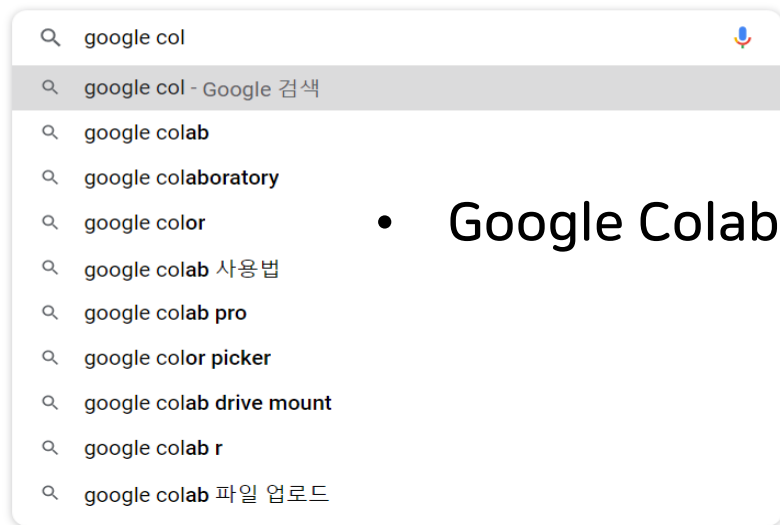 google col
google col - Google 검색
google colab
google colaboratory
google color
• Google Colab
google colab 사용법
google colab pro
google color picker
google colab drive mount
google colab r
google colab 파일 업로드